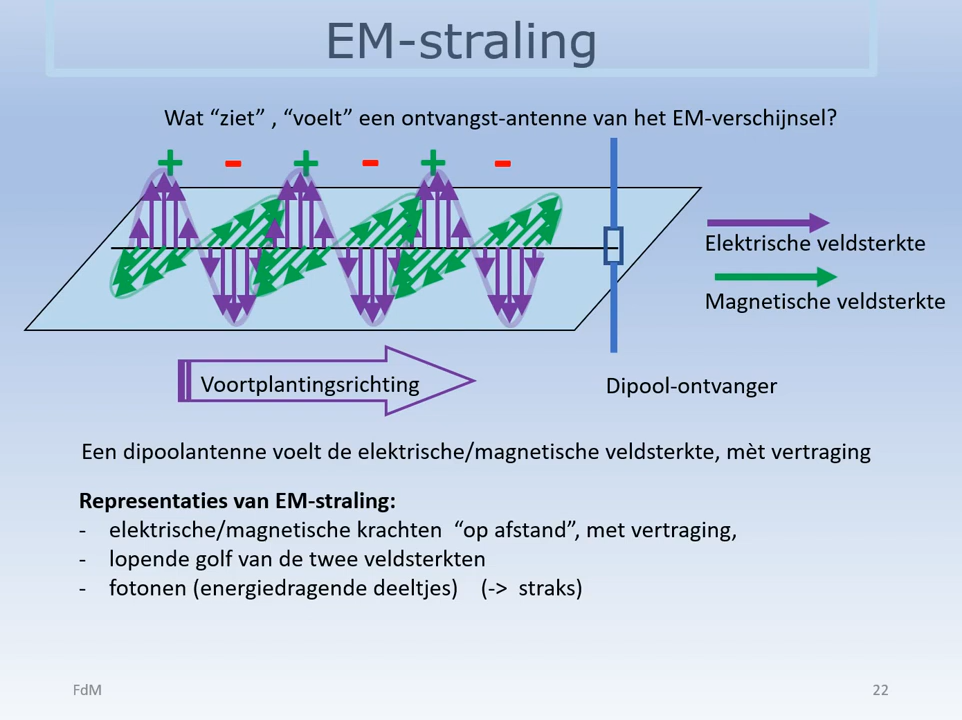 EM-straling
Wat “ziet” , “voelt” een ontvangst-antenne van het EM-verschijnsel?
+ - + - + -
Elektrische veldsterkte
Magnetische veldsterkte
Voortplantingsrichting
Dipool-ontvanger
Een dipoolantenne voelt de elektrische/magnetische veldsterkte, mèt vertraging
Representaties van EM-straling:
- elektrische/magnetische krachten “op afstand”, met vertraging,
- lopende golf van de twee veldsterkten
- fotonen (energiedragende deeltjes) (-> straks)
FdM
22